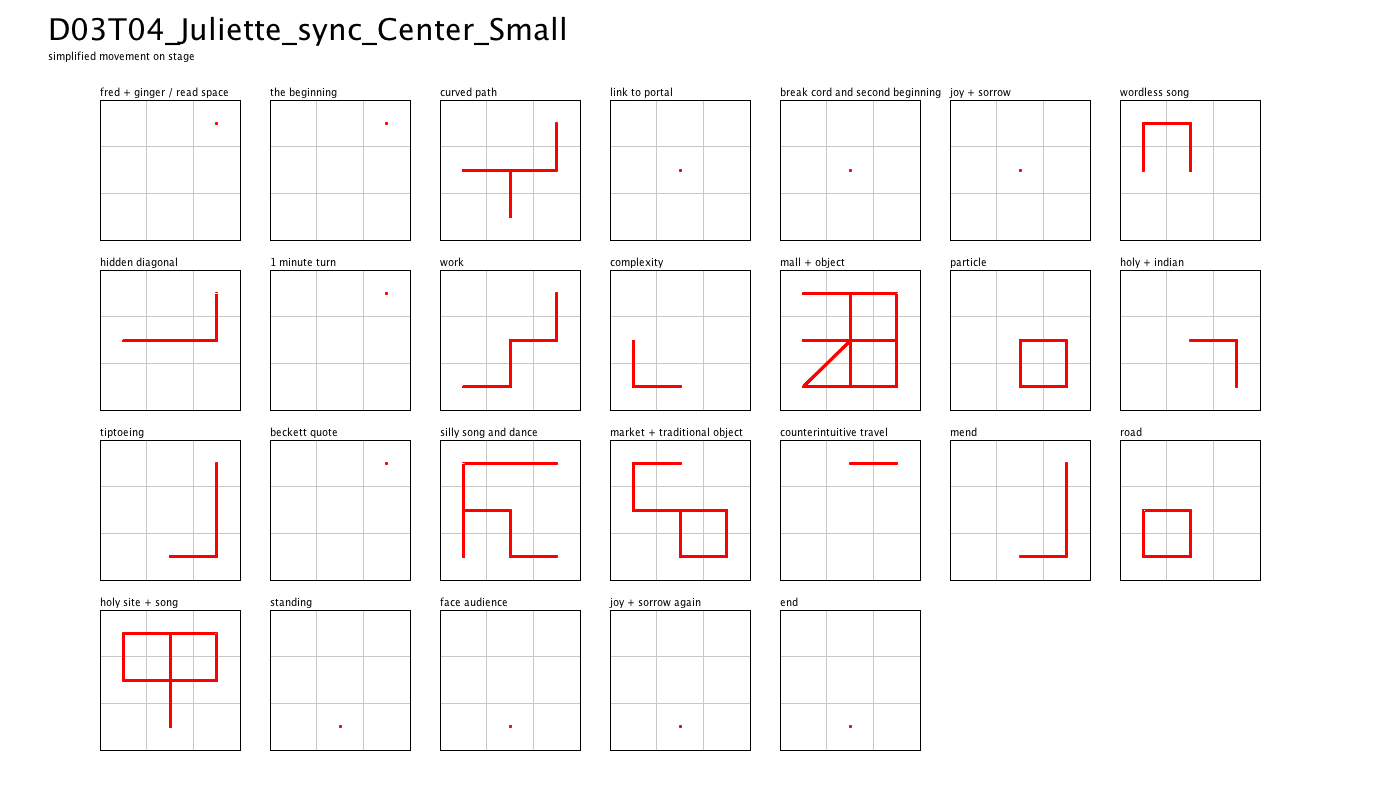 D03T04_Juliette_sync_Center_Small
simplified movement on stage
fred + ginger / read space
the beginning
curved path
link to portal
break cord and second beginning
joy + sorrow
wordless song
hidden diagonal
1 minute turn
work
complexity
mall + object
particle
holy + indian
tiptoeing
beckett quote
silly song and dance
market + traditional object
counterintuitive travel
mend
road
holy site + song
standing
face audience
joy + sorrow again
end